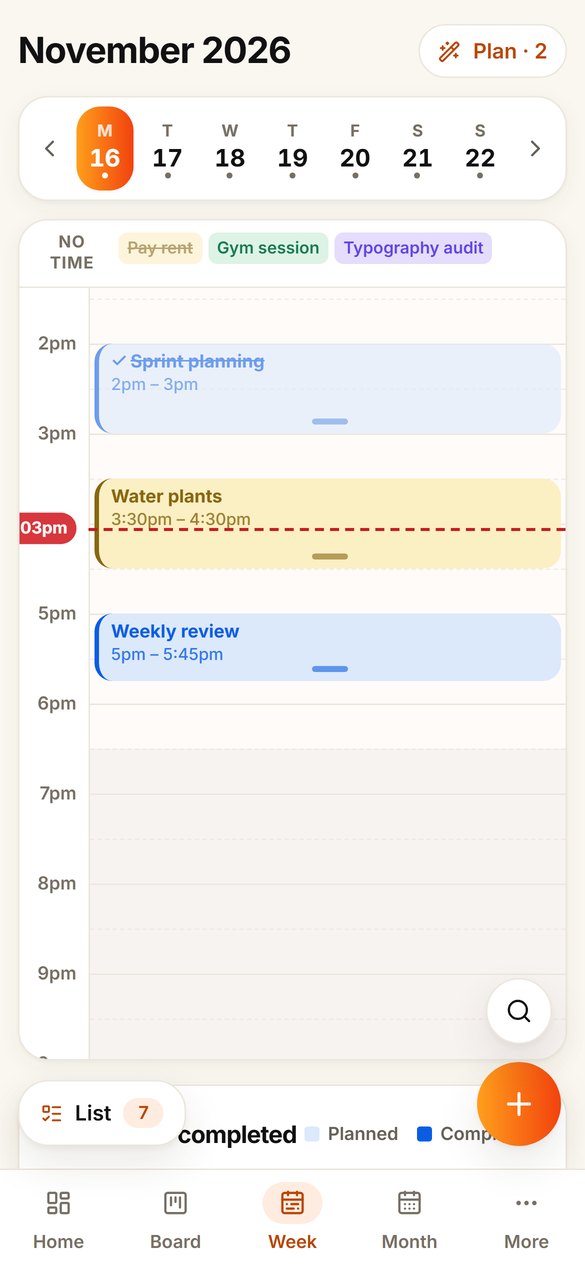 November 2026
Plan · 2
M T W T F S S
16 17 18 19 20 21 22
NO TIME
Pay rent
Gym session
Typography audit
2pm
Sprint planning
2pm – 3pm
3pm
Water plants
3:30pm – 4:30pm
03pm
5pm
Weekly review
5pm – 5:45pm
6pm
7pm
8pm
9pm
List 7
completed
Planned
Home
Board
Week
Month
More